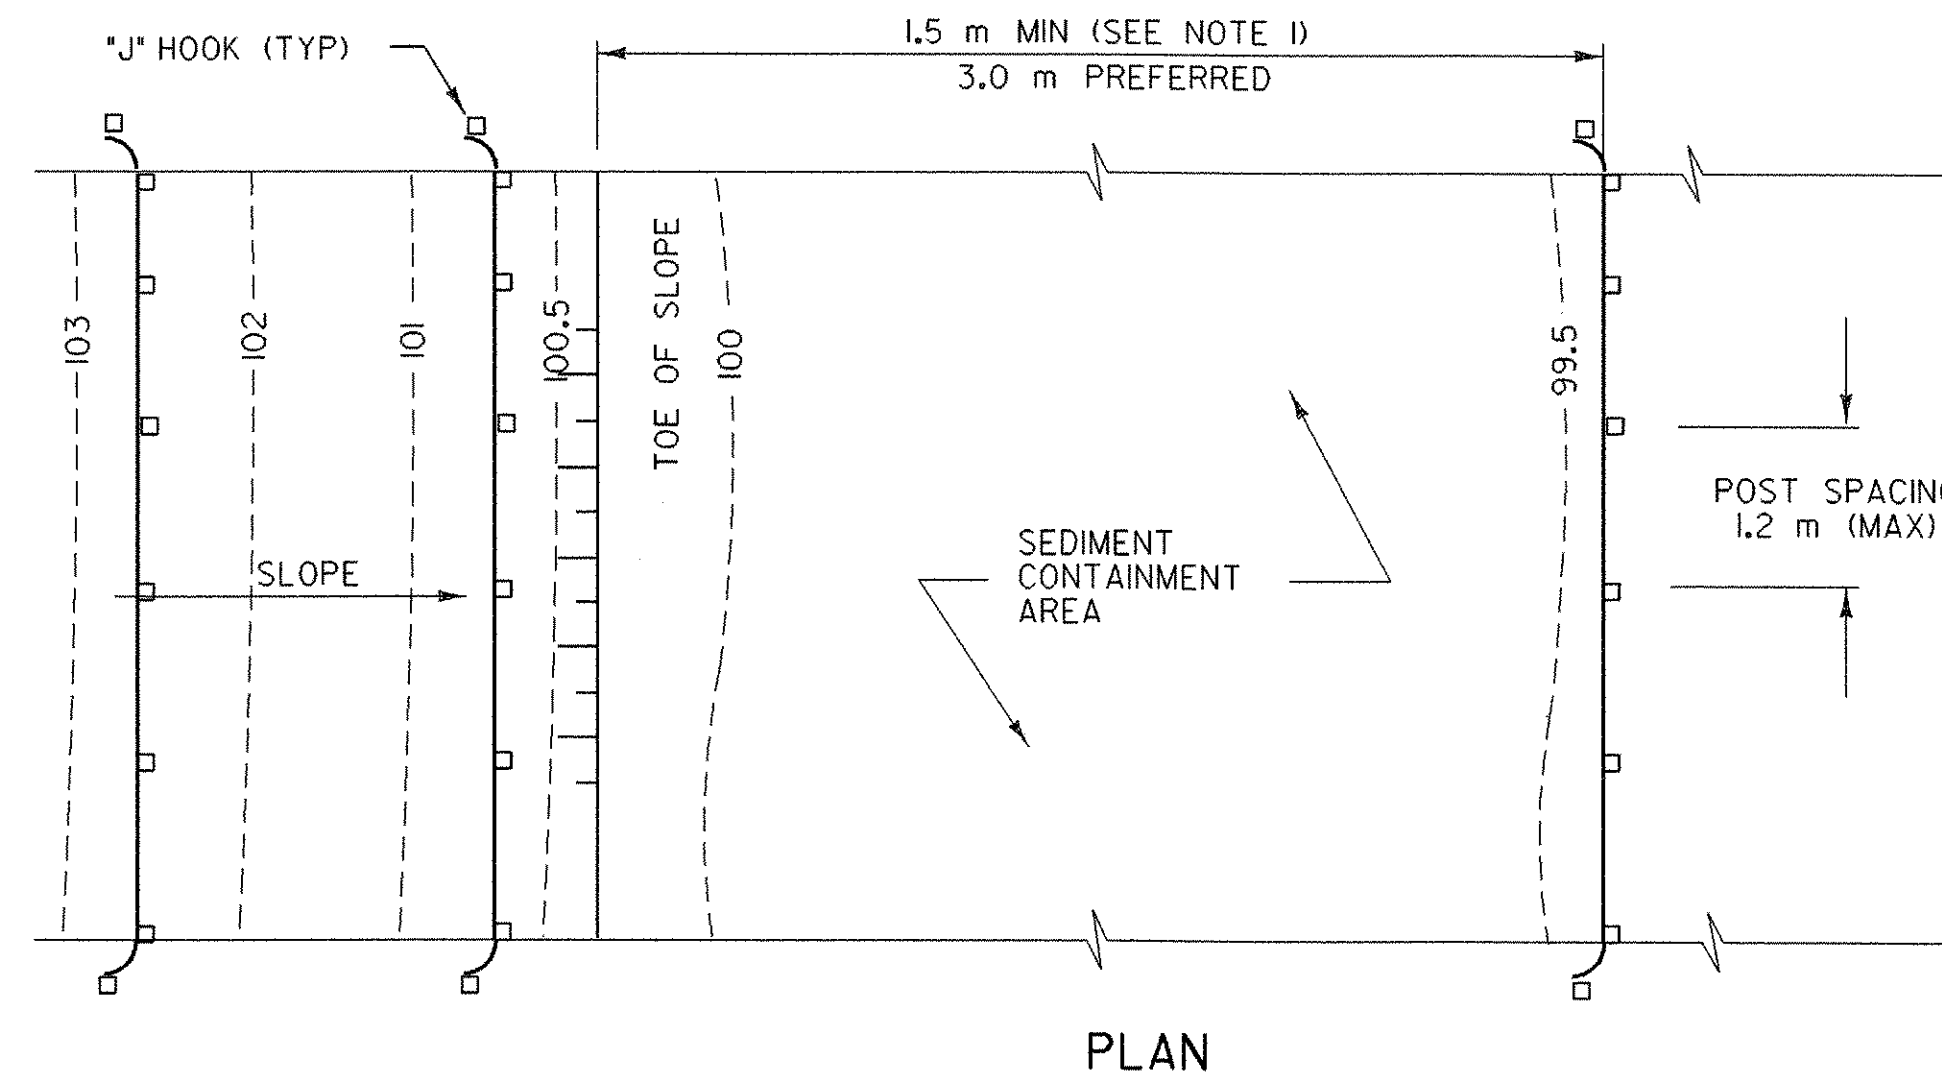 "J" HOOK (TYP)
1.5 m MIN (SEE NOTE 1)
3.0 m PREFERRED
103
102
101
100.5
TOE OF SLOPE
100
99.5
SLOPE
SEDIMENT
CONTAINMENT
AREA
POST SPACING
1.2 m (MAX)
PLAN